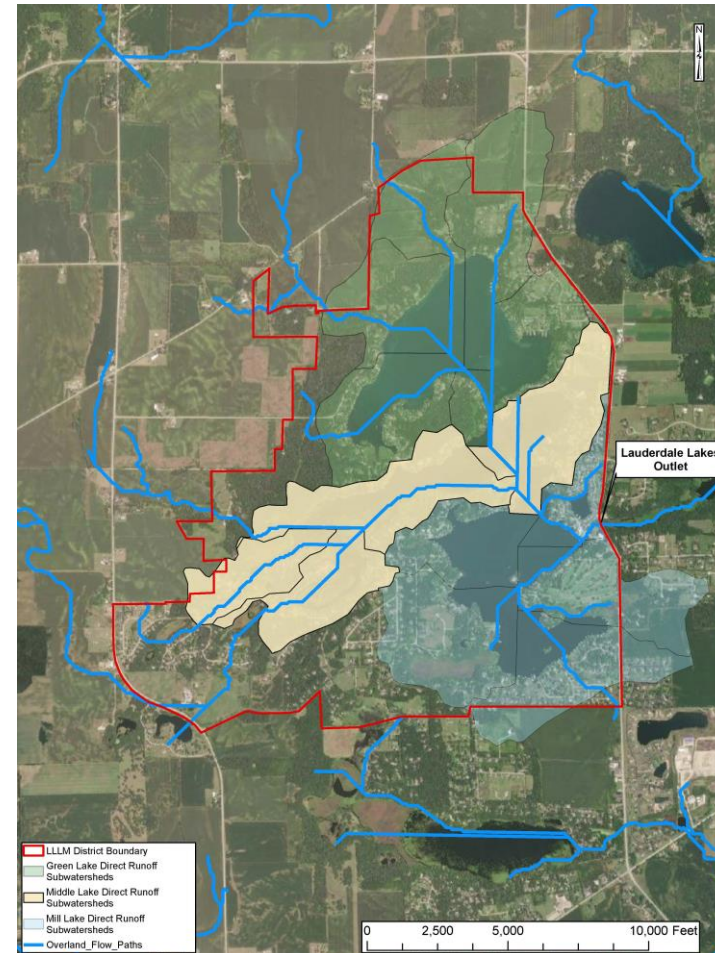 N
Lauderdale Lakes
Outlet
LLLM District Boundary
Green Lake Direct Runoff
Subwatersheds
Middle Lake Direct Runoff
Subwatersheds
Mill Lake Direct Runoff
Subwatersheds
Overland_Flow_Paths
0 2,500 5,000 10,000 Feet